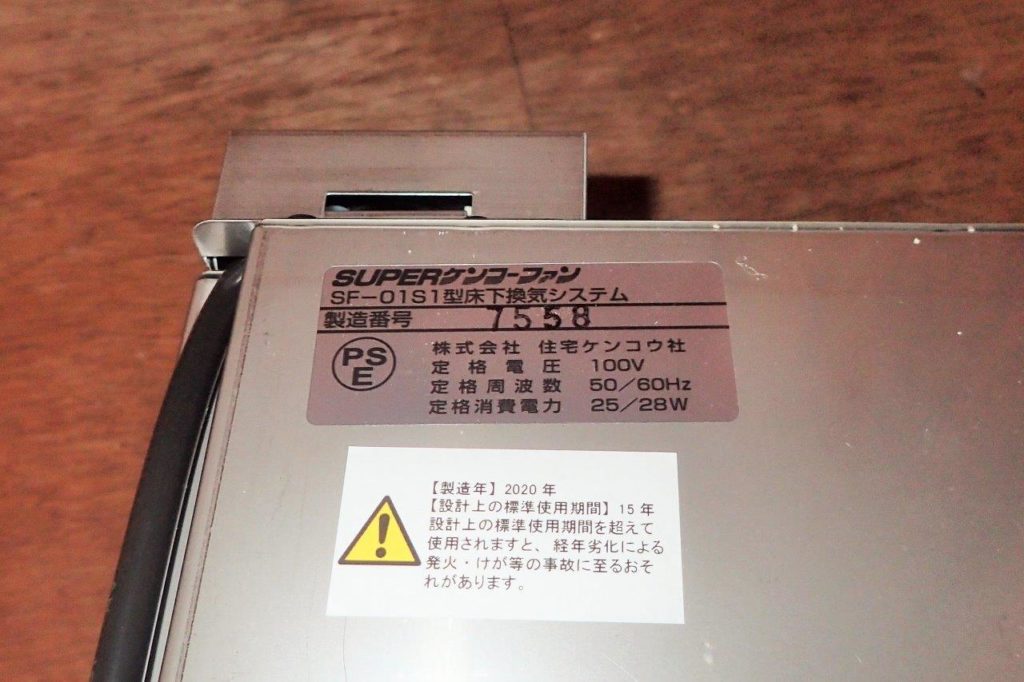 SUPERケンコーファン
SF-01S1型床下換気システム
製造番号 7558
PSE
株式会社 住宅ケンコウ社
定格電圧 100V
定格周波数 50/60Hz
定格消費電力 25/28W
【製造年】2020年
【設計上の標準使用期間】15年
設計上の標準使用期間を超えて
使用されますと、経年劣化による
発火・けが等の事故に至るおそ
れがあります。